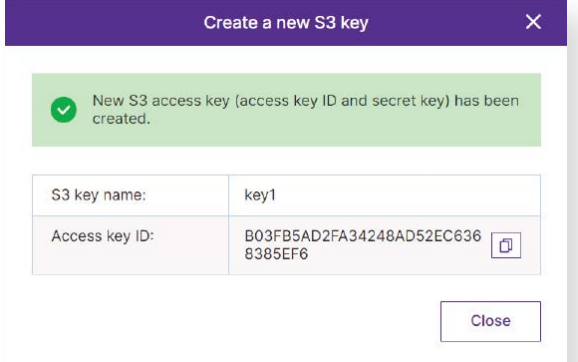 Create a new S3 key
New S3 access key (access key ID and secret key) has been
created.
S3 key name: key1
Access key ID: B03FB5AD2FA34248AD52EC636
8385EF6
Close